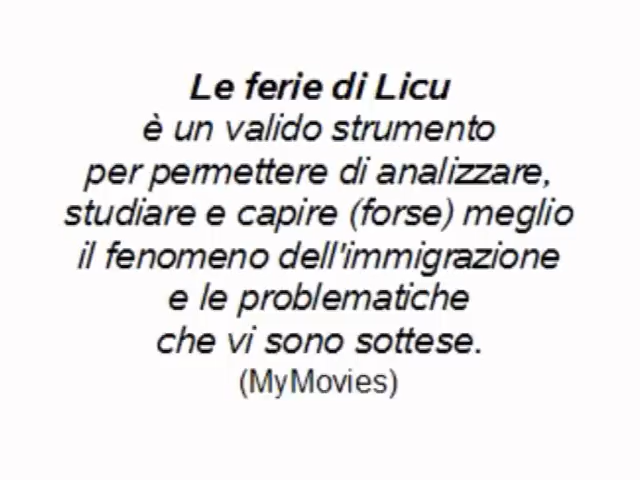 Le ferie di Licu
è un valido strumento
per permettere di analizzare,
studiare e capire (forse) meglio
il fenomeno dell'immigrazione
e le problematiche
che vi sono sottese.
(MyMovies)